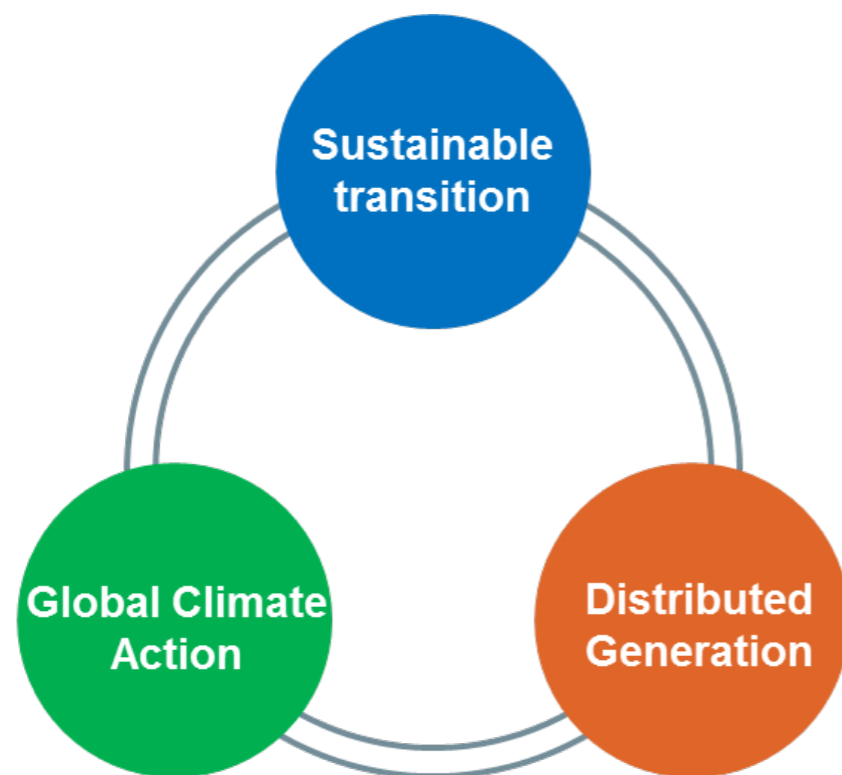 Sustainable
transition
Global Climate
Action
Distributed
Generation